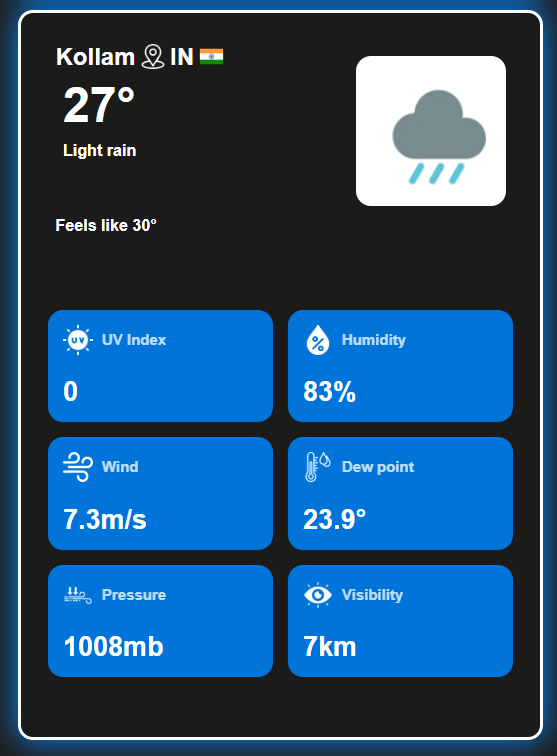 Kollam IN
27°
Light rain
Feels like 30°
UV Index
0
Humidity
83%
Wind
7.3m/s
Dew point
23.9°
Pressure
1008mb
Visibility
7km